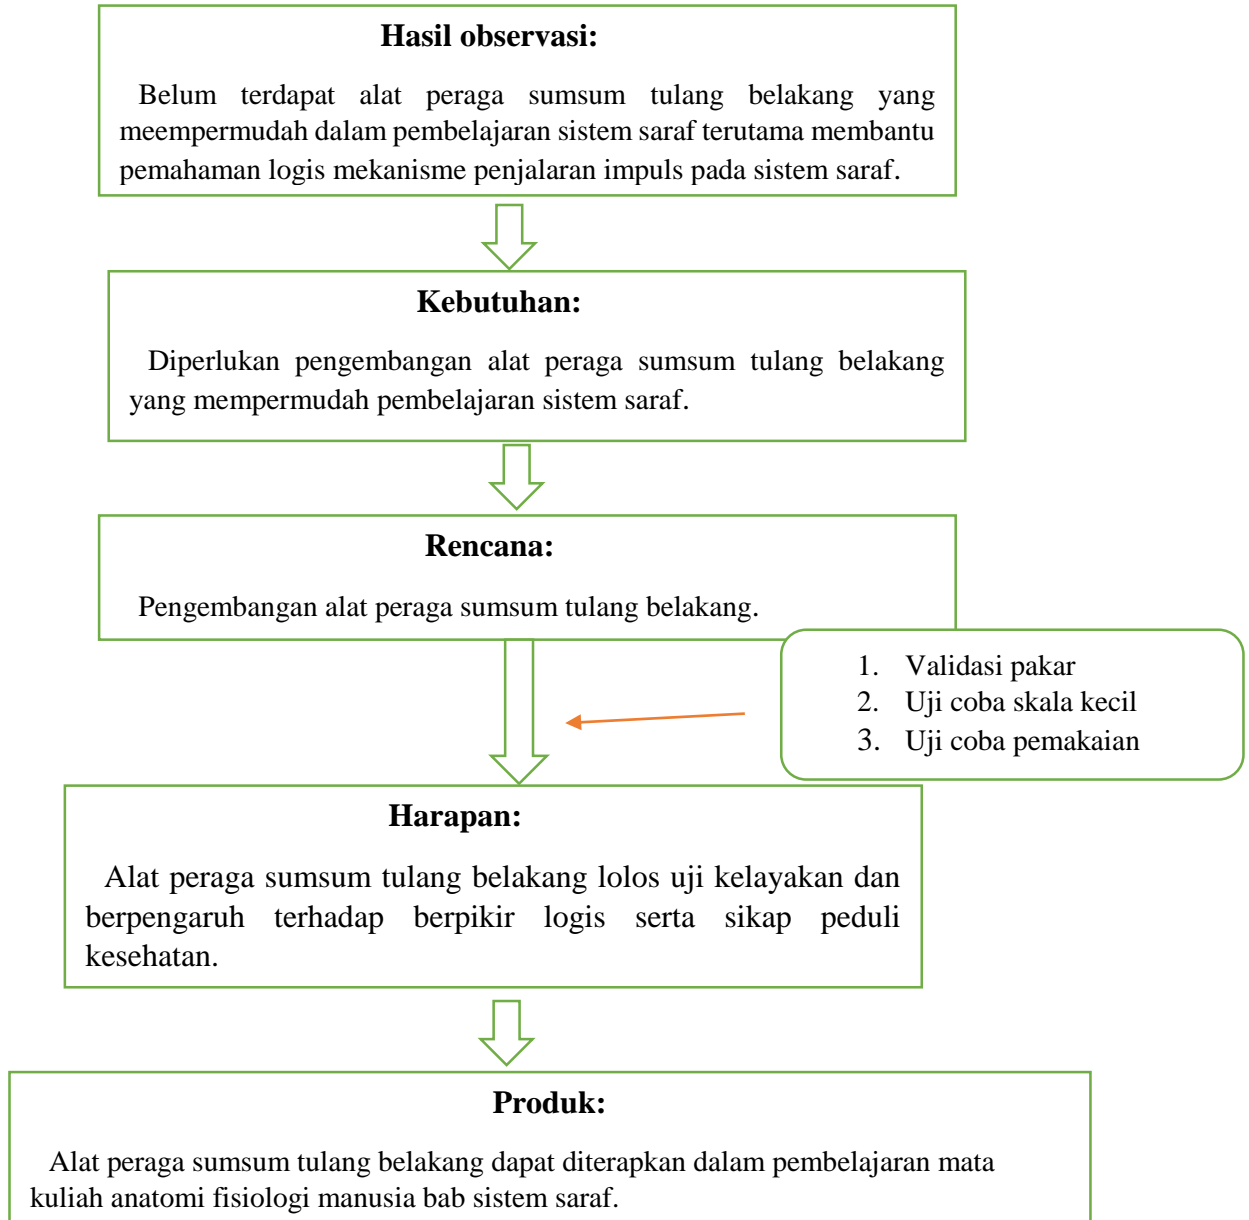 Hasil observasi:
Belum terdapat alat peraga sumsum tulang belakang yang
meempermudah dalam pembelajaran sistem saraf terutama membantu
pemahaman logis mekanisme penjalaran impuls pada sistem saraf.
Kebutuhan:
Diperlukan pengembangan alat peraga sumsum tulang belakang
yang mempermudah pembelajaran sistem saraf.
Rencana:
Pengembangan alat peraga sumsum tulang belakang.
1. Validasi pakar
2. Uji coba skala kecil
3. Uji coba pemakaian
Harapan:
Alat peraga sumsum tulang belakang lolos uji kelayakan dan
berpengaruh terhadap berpikir logis serta sikap peduli
kesehatan.
Produk:
Alat peraga sumsum tulang belakang dapat diterapkan dalam pembelajaran mata
kuliah anatomi fisiologi manusia bab sistem saraf.